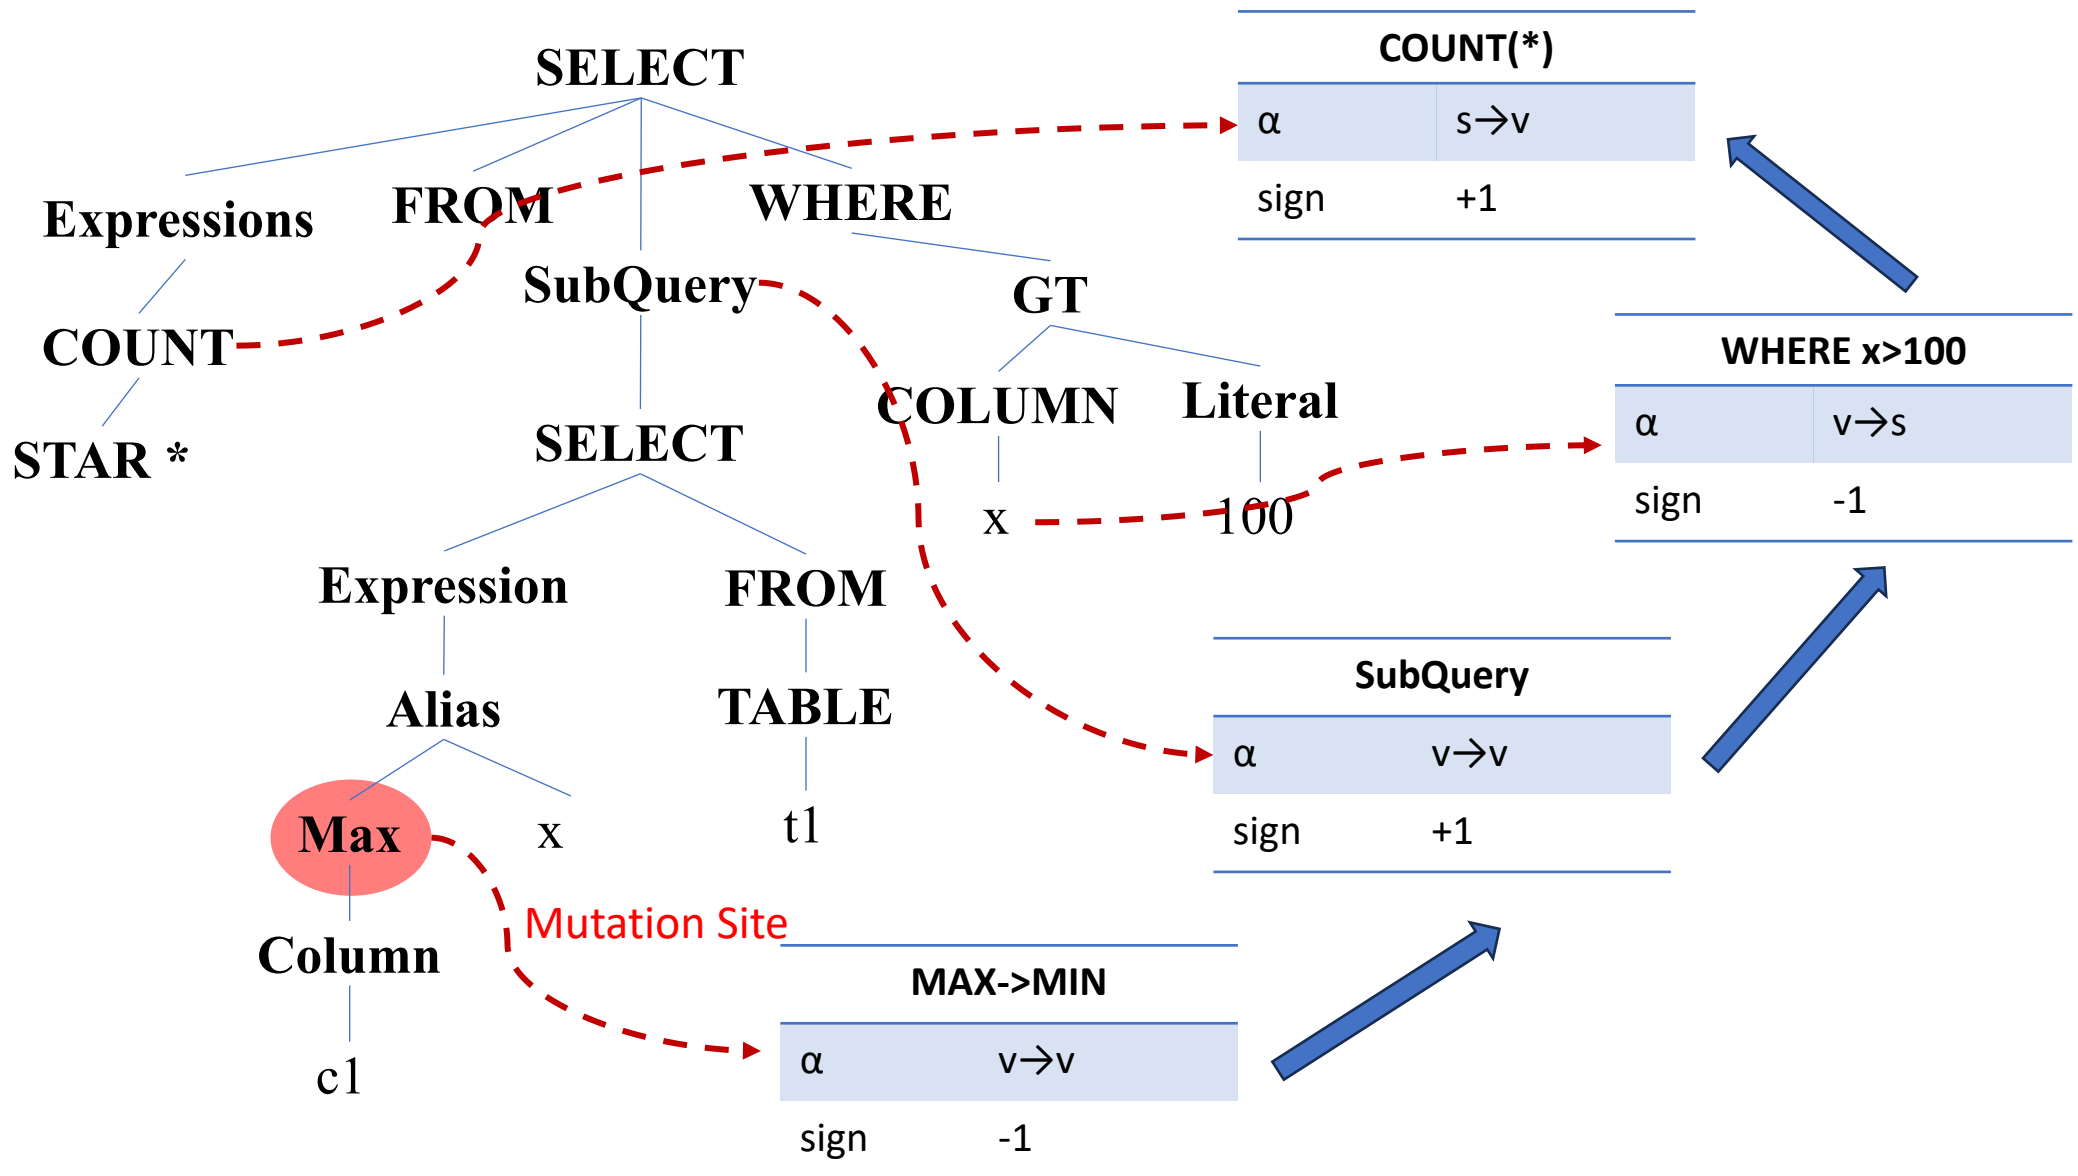 SELECT
Expressions
FROM
WHERE
SubQuery
GT
COUNT
COLUMN
Literal
STAR *
SELECT
x
100
Expression
FROM
Alias
TABLE
Max
x
t1
Mutation Site
Column
c1
COUNT(*)
α s→v
sign +1
WHERE x>100
α v→s
sign -1
SubQuery
α v→v
sign +1
MAX->MIN
α v→v
sign -1